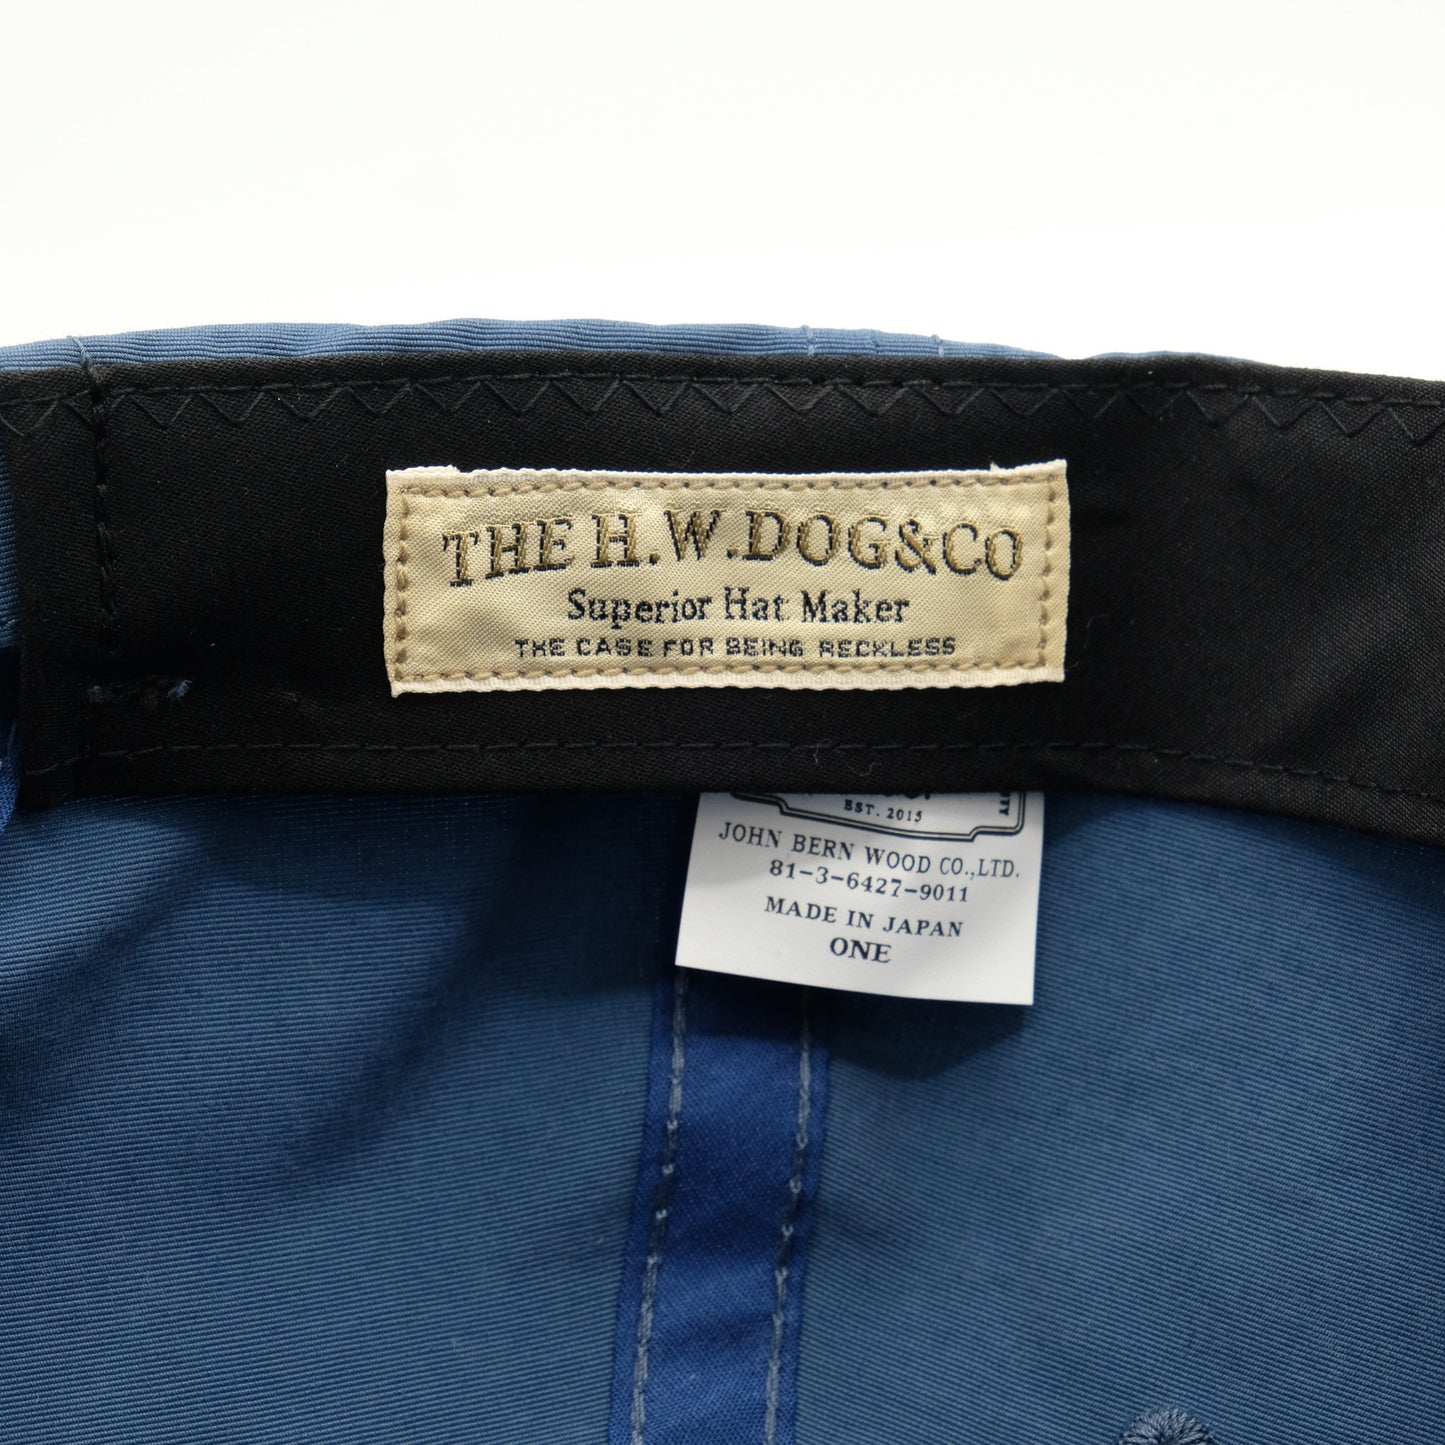 THE H.W.DOG&CO
Superior Hat Maker
THE CASE FOR BEING RECKLESS
EST. 2015
JOHN BERN WOOD CO.,LTD.
81-3-6427-9011
MADE IN JAPAN
ONE